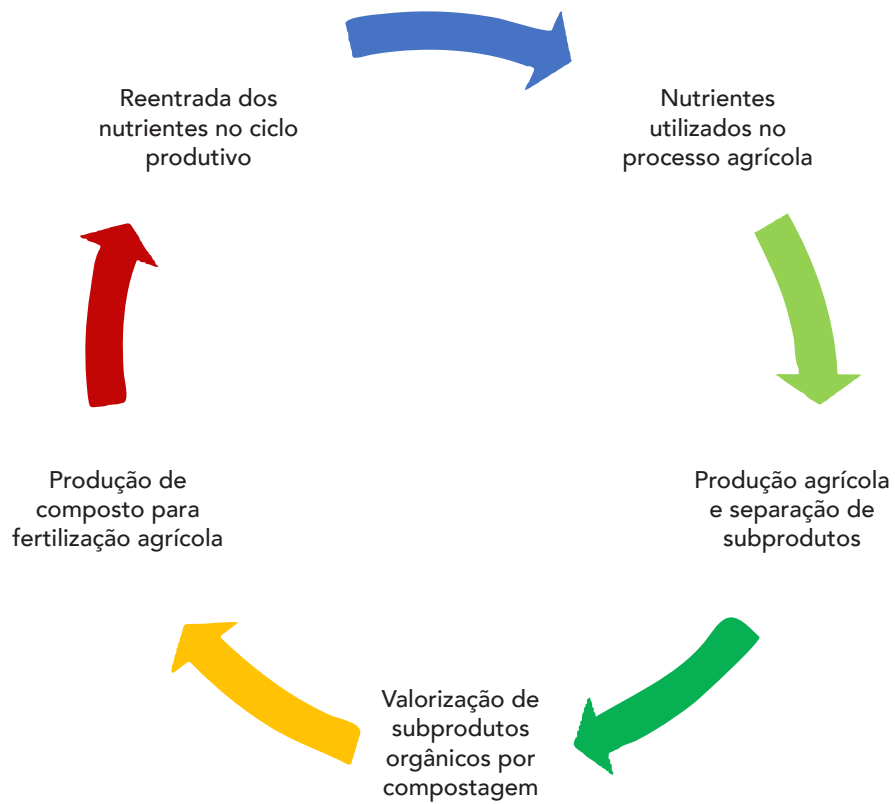 Reentrada dos
nutrientes no ciclo
produtivo
Nutrientes
utilizados no
processo agrícola
Produção agrícola
e separação de
subprodutos
Valorização de
subprodutos
orgânicos por
compostagem
Produção de
composto para
fertilização agrícola